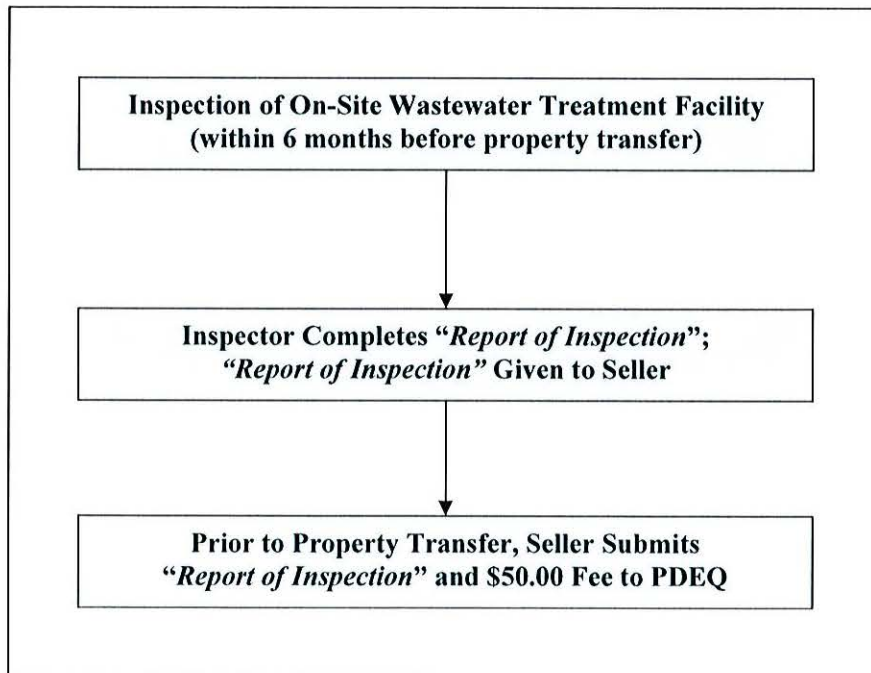 Inspection of On-Site Wastewater Treatment Facility
(within 6 months before property transfer)
Inspector Completes “Report of Inspection”;
“Report of Inspection” Given to Seller
Prior to Property Transfer, Seller Submits
“Report of Inspection” and $50.00 Fee to PDEQ